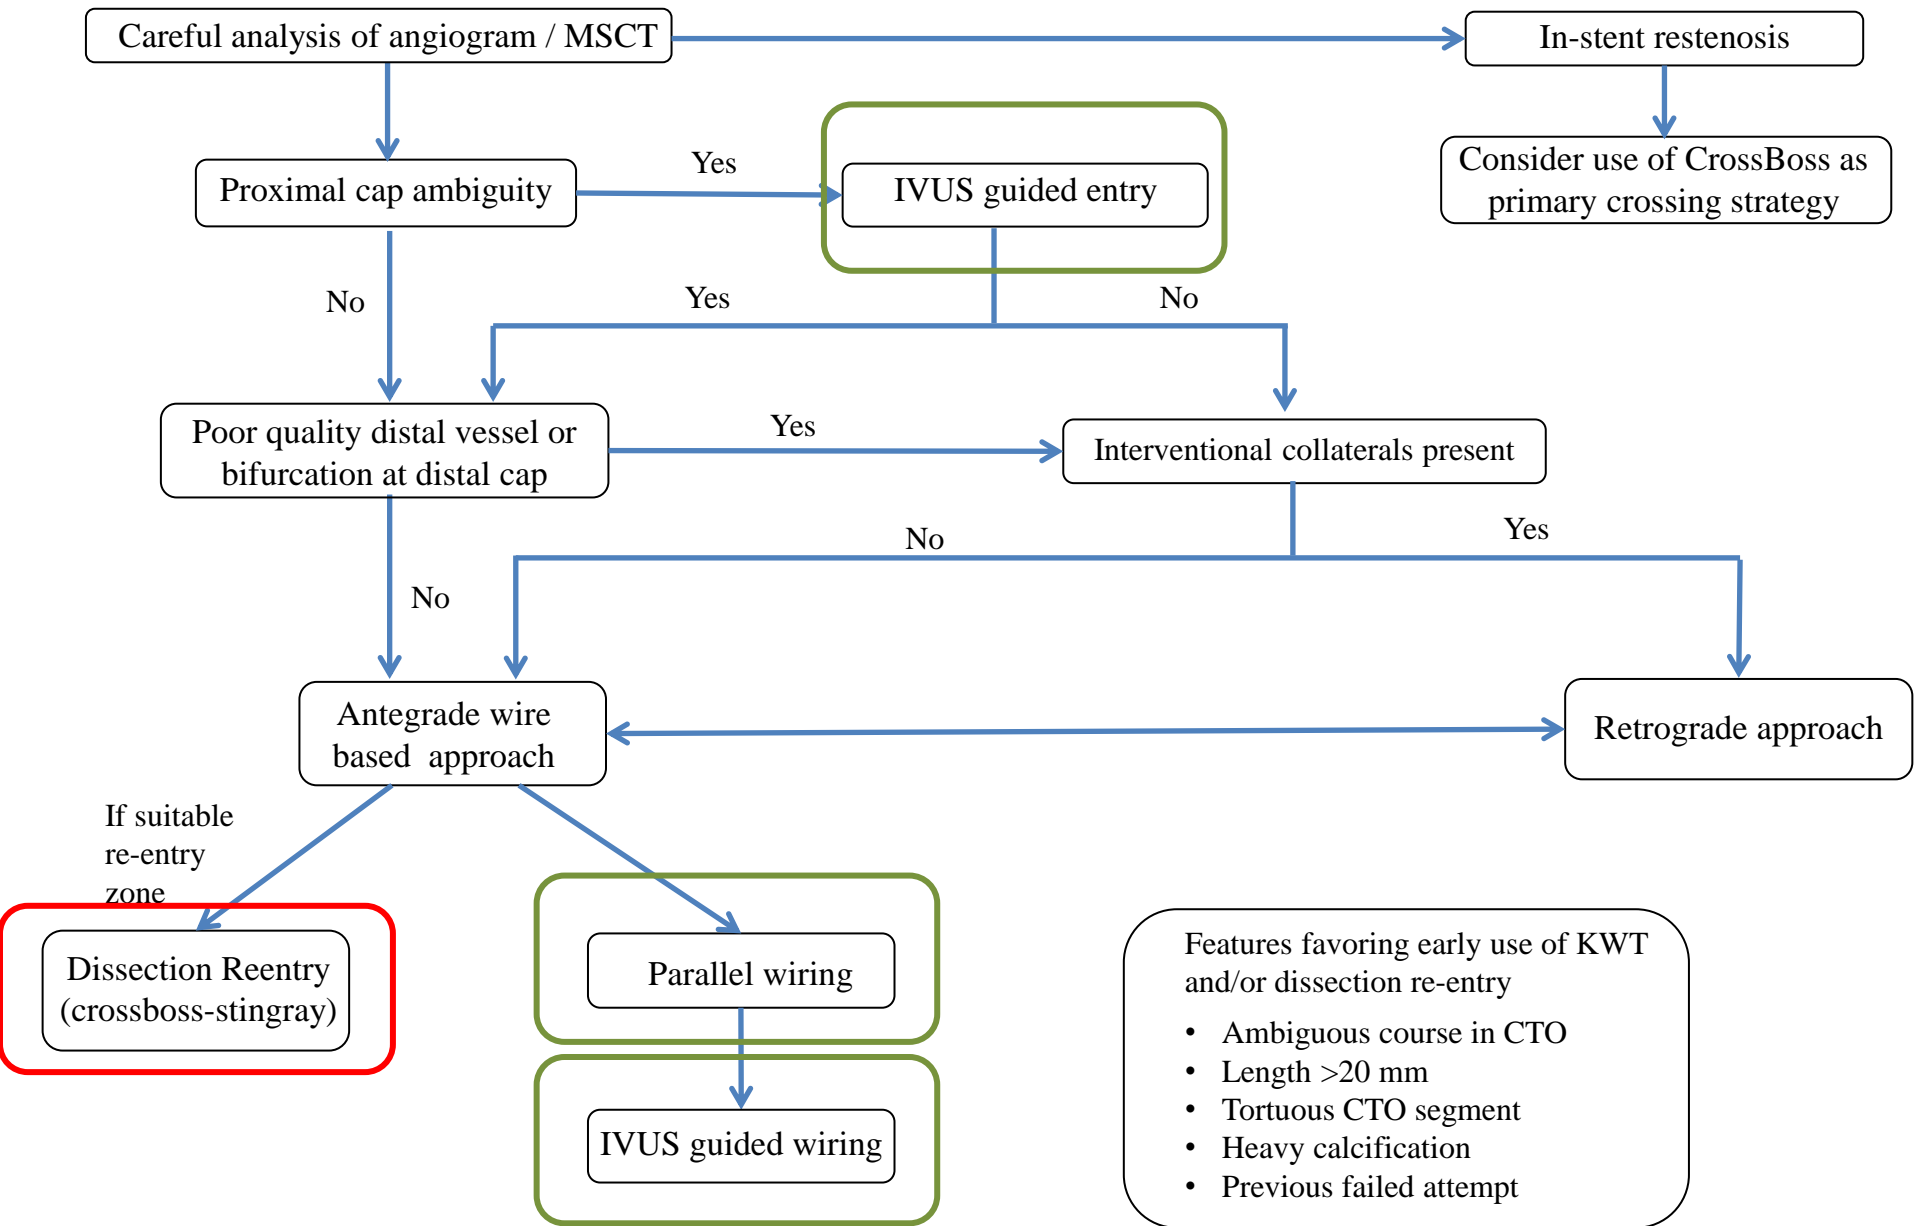 Careful analysis of angiogram / MSCT
In-stent restenosis
Consider use of CrossBoss as
primary crossing strategy
Proximal cap ambiguity
Yes
IVUS guided entry
No
Yes
No
Poor quality distal vessel or
bifurcation at distal cap
Yes
Interventional collaterals present
No
Yes
No
Antegrade wire
based approach
Retrograde approach
If suitable
re-entry
zone
Dissection Reentry
(crossboss-stingray)
Parallel wiring
IVUS guided wiring
Features favoring early use of KWT
and/or dissection re-entry
• Ambiguous course in CTO
• Length >20 mm
• Tortuous CTO segment
• Heavy calcification
• Previous failed attempt